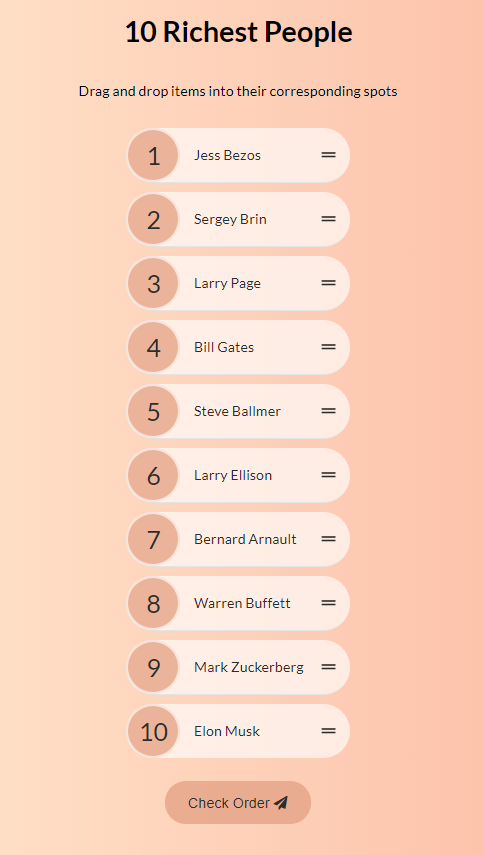 10 Richest People
Drag and drop items into their corresponding spots
1 Jess Bezos
2 Sergey Brin
3 Larry Page
4 Bill Gates
5 Steve Ballmer
6 Larry Ellison
7 Bernard Arnault
8 Warren Buffett
9 Mark Zuckerberg
10 Elon Musk
Check Order